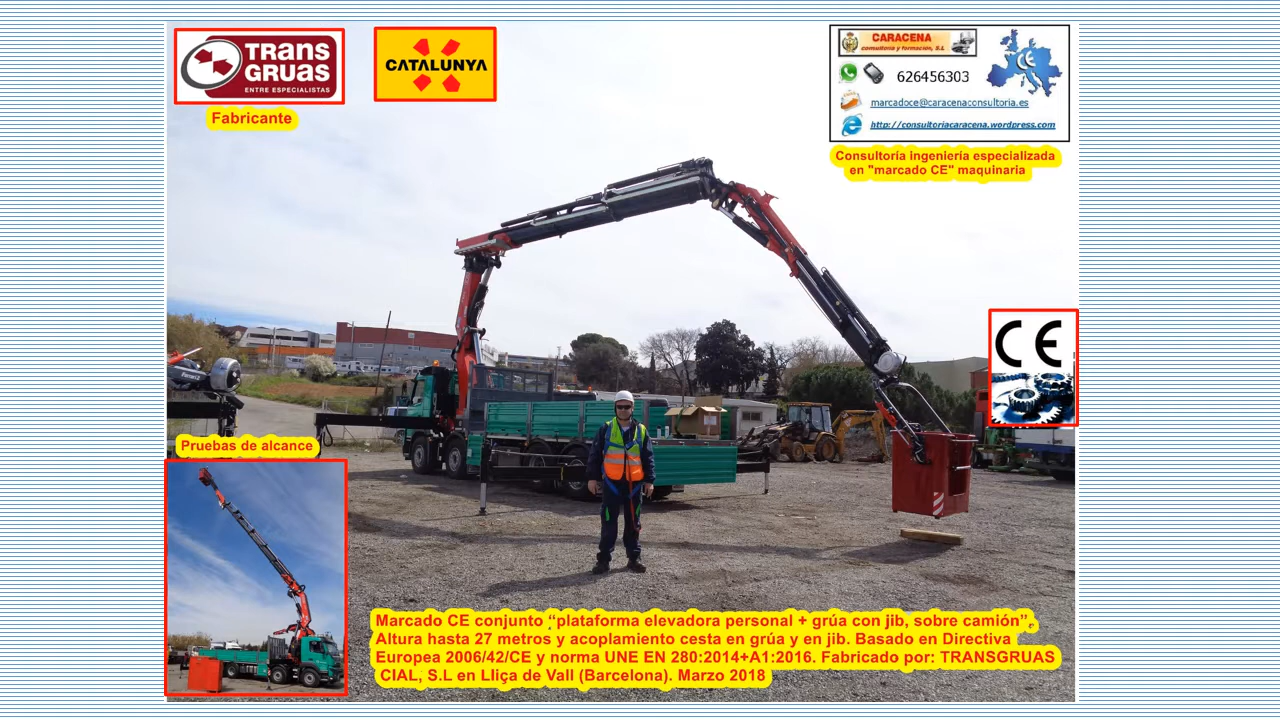 TRANS
GRUAS
ENTRE ESPECIALISTAS
Fabricante
CATALUNYA
CARACENA
consultoría y formación, S.L
CE
626456303
marcadoce@caracenaconsultoria.es
http://consultoriacaracena.wordpress.com
Consultoría ingeniería especializada
en "marcado CE" maquinaria
CE
Pruebas de alcance
Marcado CE conjunto “plataforma elevadora personal + grúa con jib, sobre camión”,
Altura hasta 27 metros y acoplamiento cesta en grúa y en jib. Basado en Directiva
Europea 2006/42/CE y norma UNE EN 280:2014+A1:2016. Fabricado por: TRANSGRUAS
CIAL, S.L en Lliça de Vall (Barcelona). Marzo 2018